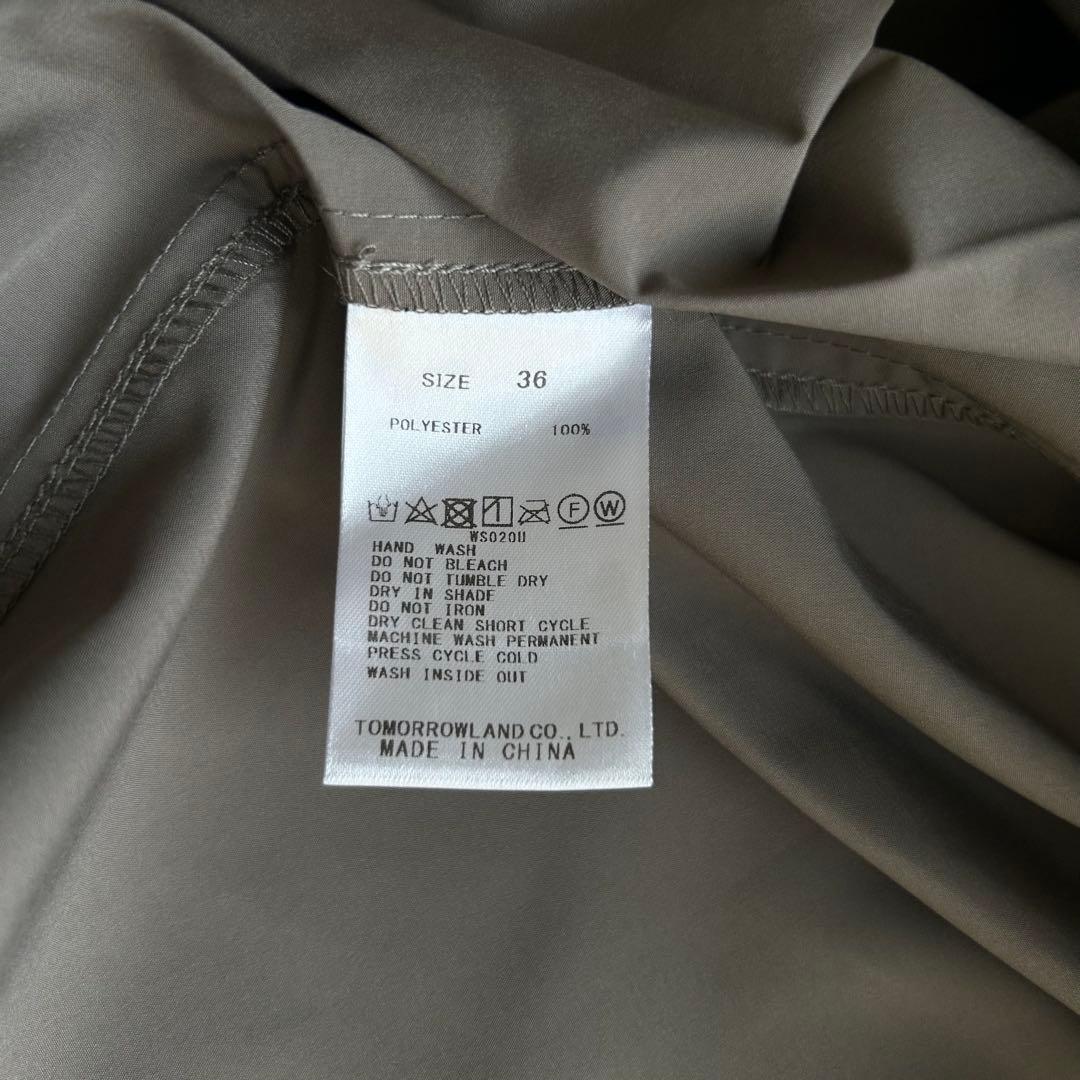 SIZE 36
POLYESTER 100%
F W
WS020U
HAND WASH
DO NOT BLEACH
DO NOT TUMBLE DRY
DRY IN SHADE
DO NOT IRON
DRY CLEAN SHORT CYCLE
MACHINE WASH PERMANENT
PRESS CYCLE COLD
WASH INSIDE OUT
TOMORROWLAND CO., LTD.
MADE IN CHINA